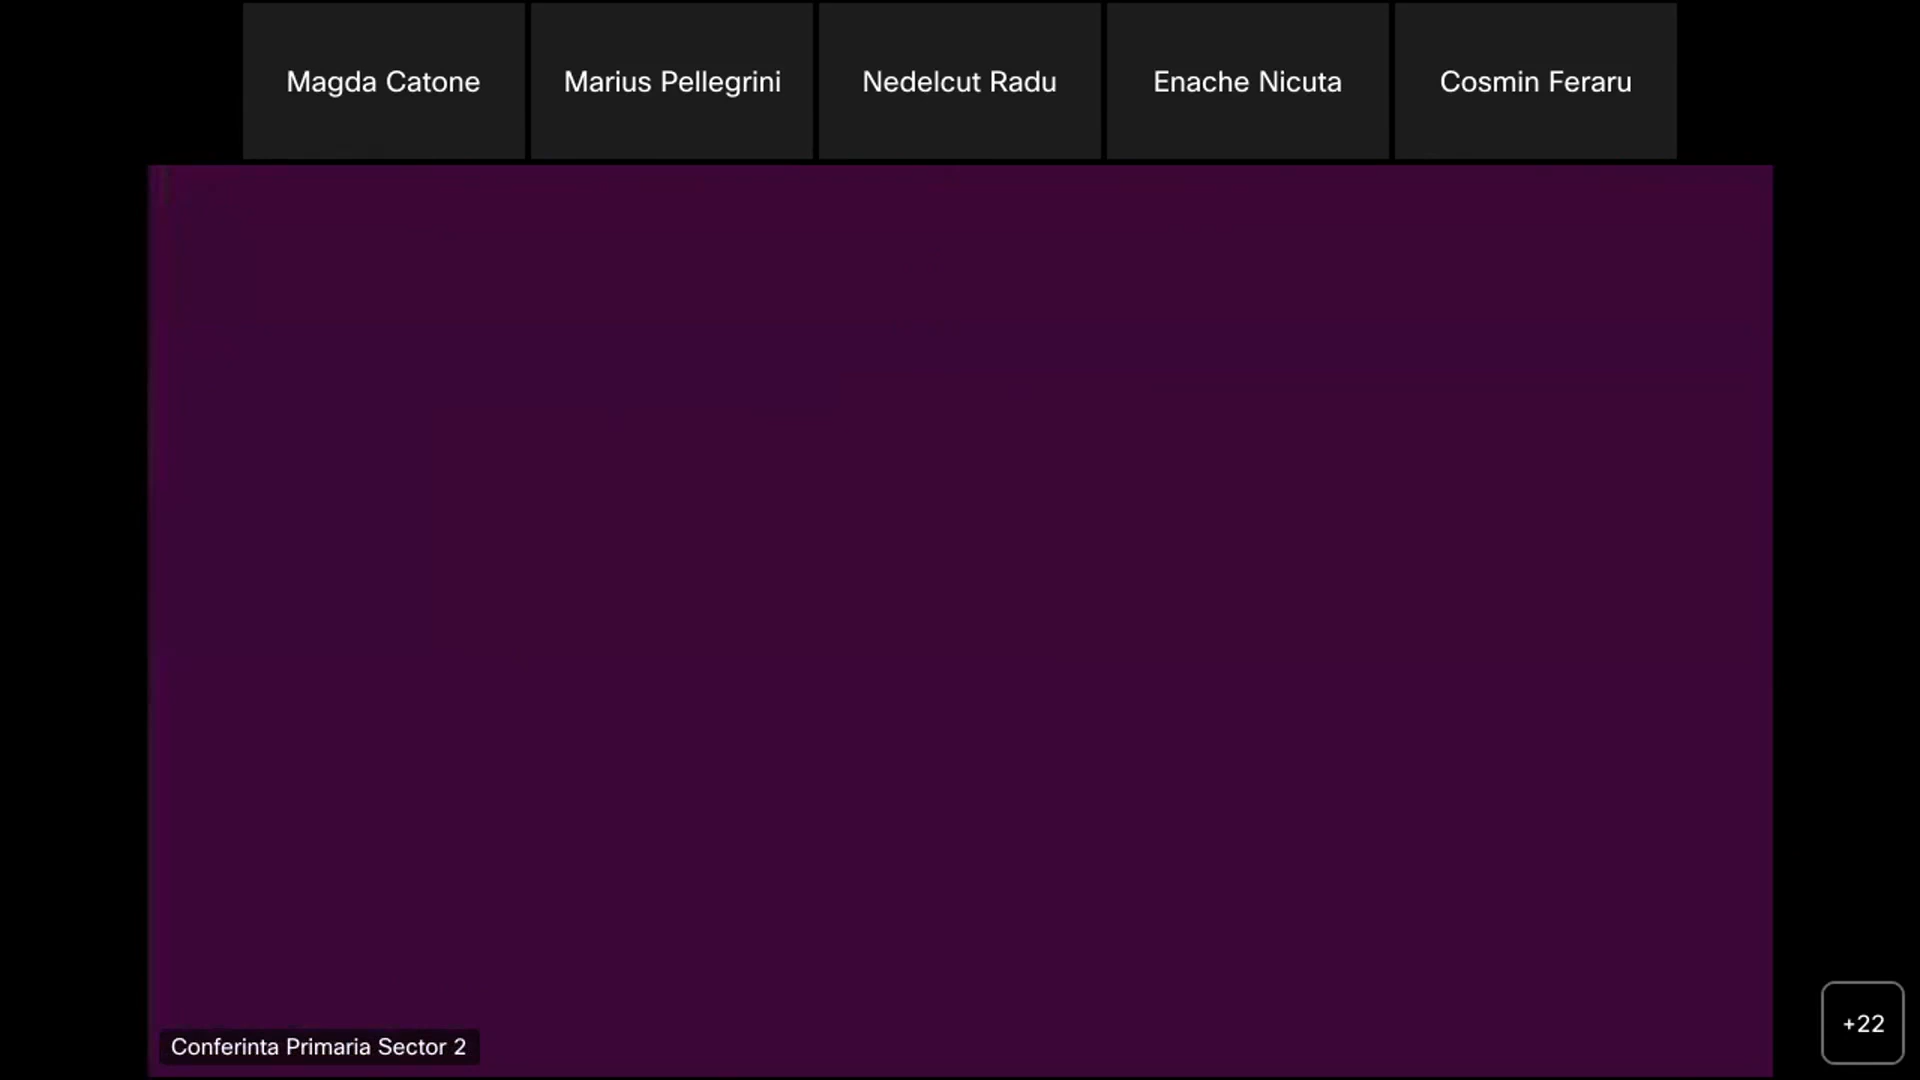 Magda Catone
Marius Pellegrini
Nedelcut Radu
Enache Nicuta
Cosmin Feraru
Conferinta Primaria Sector 2
+22